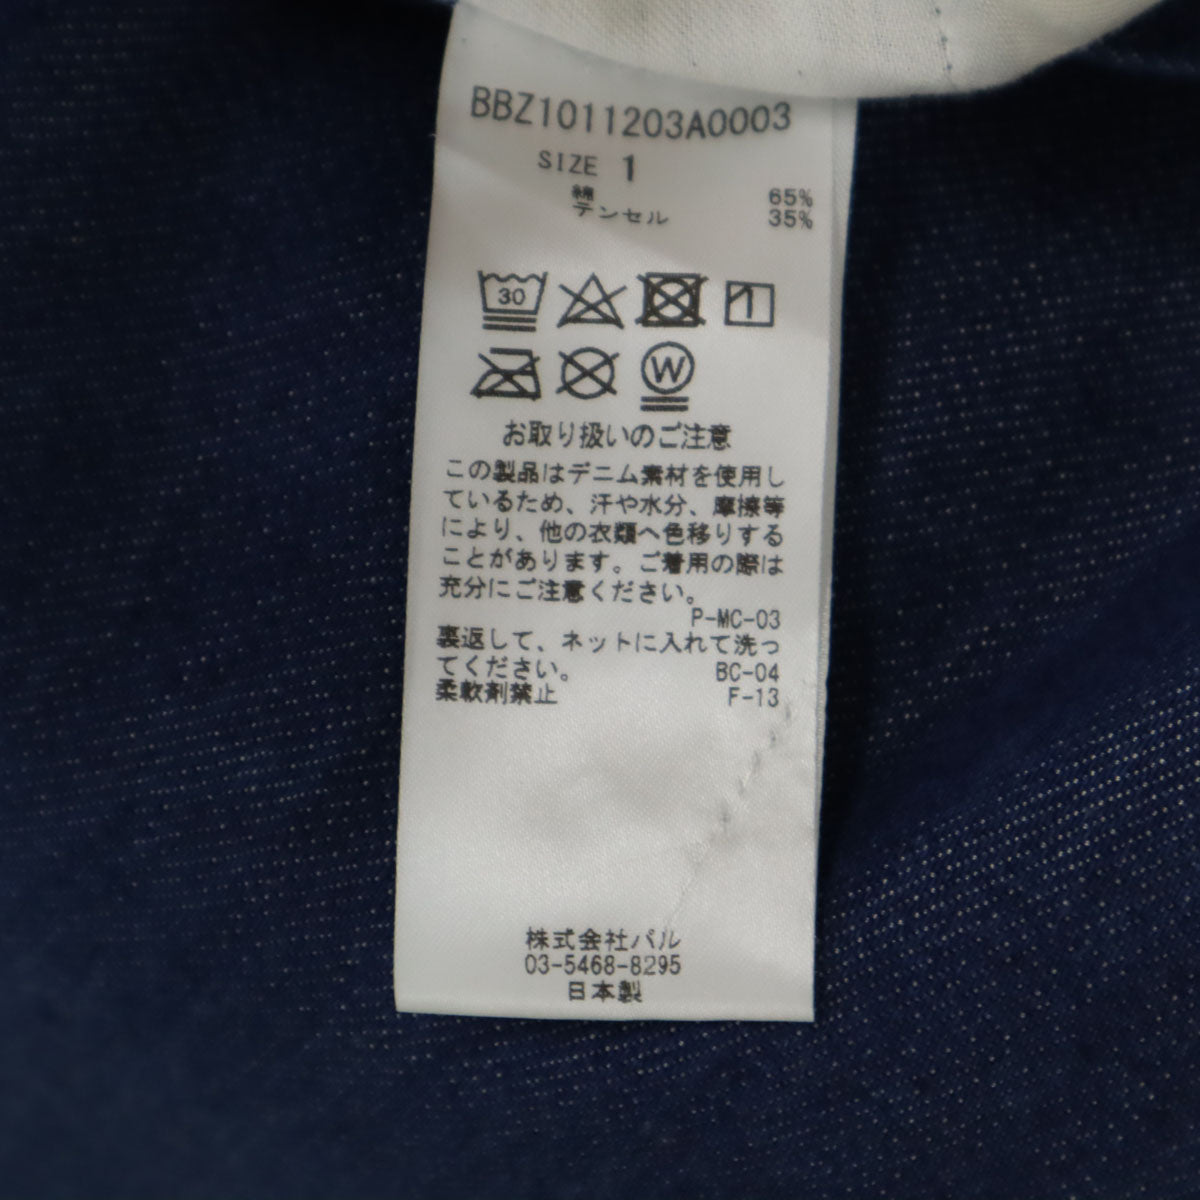 BBZ1011203A0003
SIZE 1
綿 65%
テンセル 35%
30
W
お取り扱いのご注意
この製品はデニム素材を使用し
ているため、汗や水分、摩擦等
により、他の衣類へ色移りする
ことがあります。ご着用の際は
充分にご注意ください。
P-MC-03
裏返して、ネットに入れて洗っ
てください。 BC-04
柔軟剤禁止 F-13
株式会社パル
03-5468-8295
日本製